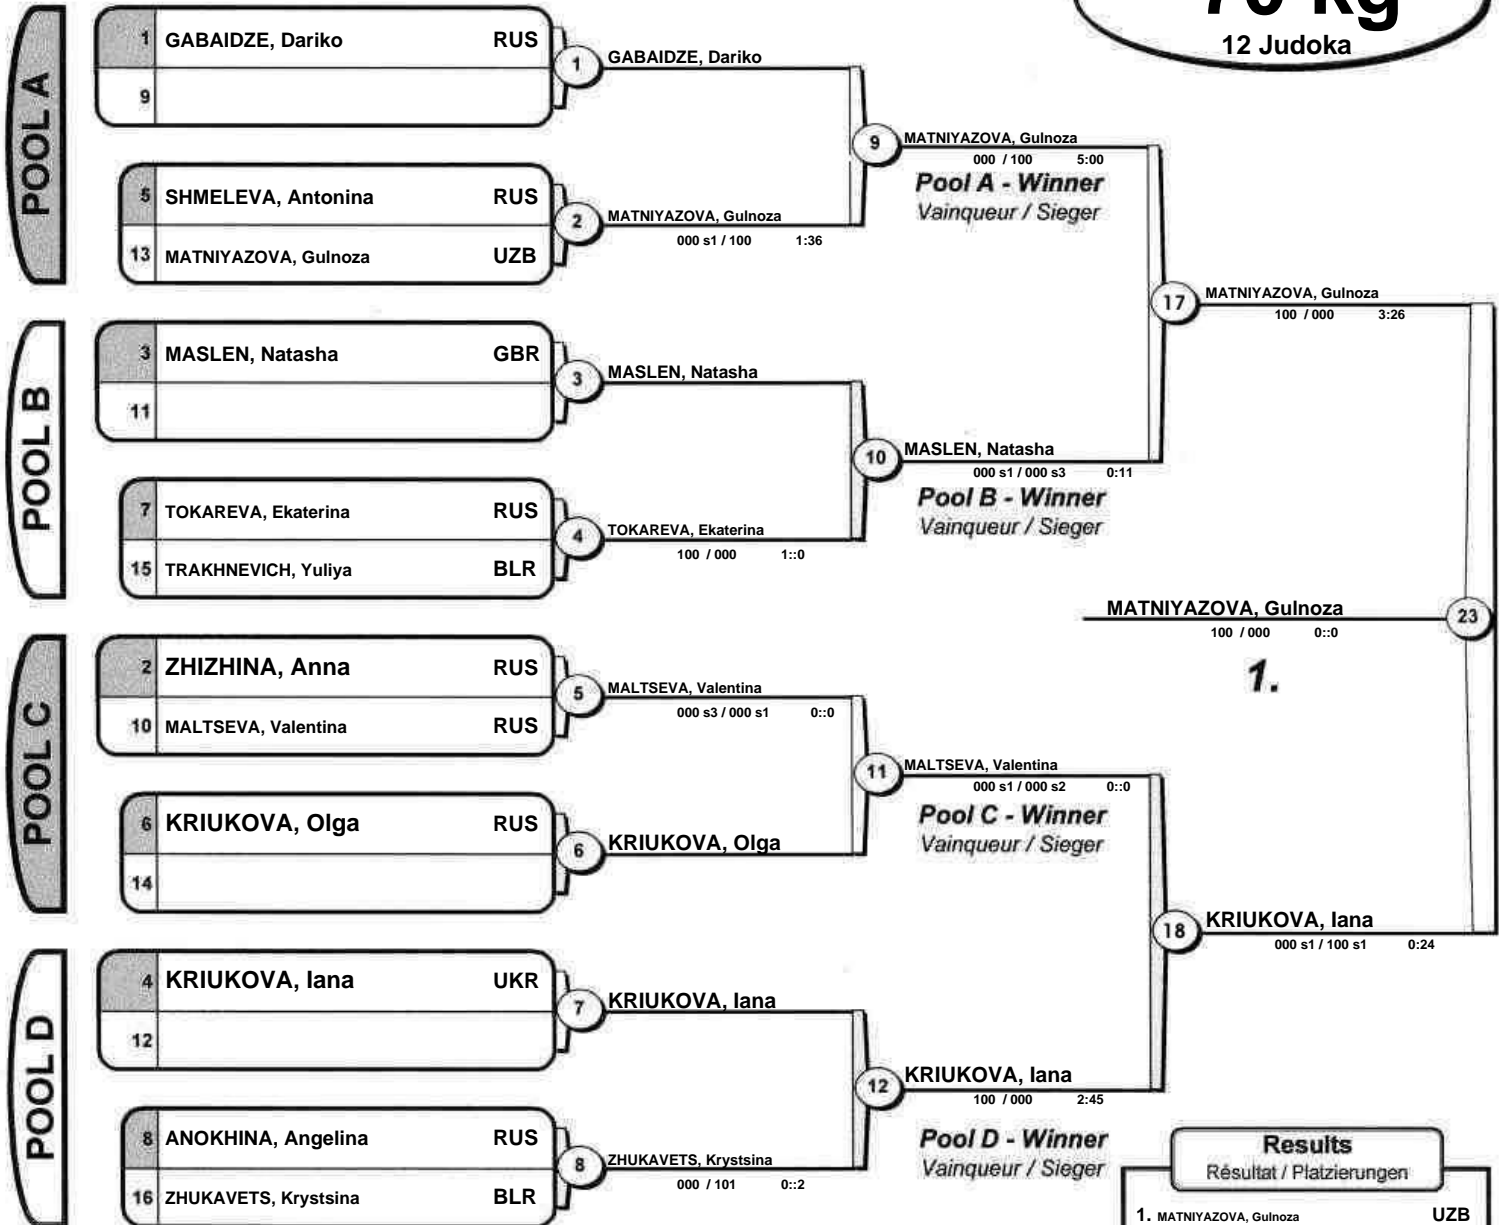 12 Judoka
POOL A
1 GABAIDZE, Dariko RUS
9
5 SHMELEVA, Antonina RUS
13 MATNIYAZOVA, Gulnoza UZB
1 GABAIDZE, Dariko
2 MATNIYAZOVA, Gulnoza
000 s1 / 100 1:36
9 MATNIYAZOVA, Gulnoza
000 / 100 5:00
Pool A - Winner
Vainqueur / Sieger
POOL B
3 MASLEN, Natasha GBR
11
7 TOKAREVA, Ekaterina RUS
15 TRAKHNEVICH, Yuliya BLR
3 MASLEN, Natasha
4 TOKAREVA, Ekaterina
100 / 000 1::0
10 MASLEN, Natasha
000 s1 / 000 s3 0:11
Pool B - Winner
Vainqueur / Sieger
17 MATNIYAZOVA, Gulnoza
100 / 000 3:26
MATNIYAZOVA, Gulnoza 23
100 / 000 0::0
1.
POOL C
2 ZHIZHINA, Anna RUS
10 MALTSEVA, Valentina RUS
6 KRIUKOVA, Olga RUS
14
5 MALTSEVA, Valentina
000 s3 / 000 s1 0::0
6 KRIUKOVA, Olga
11 MALTSEVA, Valentina
000 s1 / 000 s2 0::0
Pool C - Winner
Vainqueur / Sieger
POOL D
4 KRIUKOVA, Iana UKR
12
8 ANOKHINA, Angelina RUS
16 ZHUKAVETS, Krystsina BLR
7 KRIUKOVA, Iana
8 ZHUKAVETS, Krystsina
000 / 101 0::2
12 KRIUKOVA, Iana
100 / 000 2:45
Pool D - Winner
Vainqueur / Sieger
18 KRIUKOVA, Iana
000 s1 / 100 s1 0:24
Results
Résultat / Platzierungen
1. MATNIYAZOVA, Gulnoza UZB